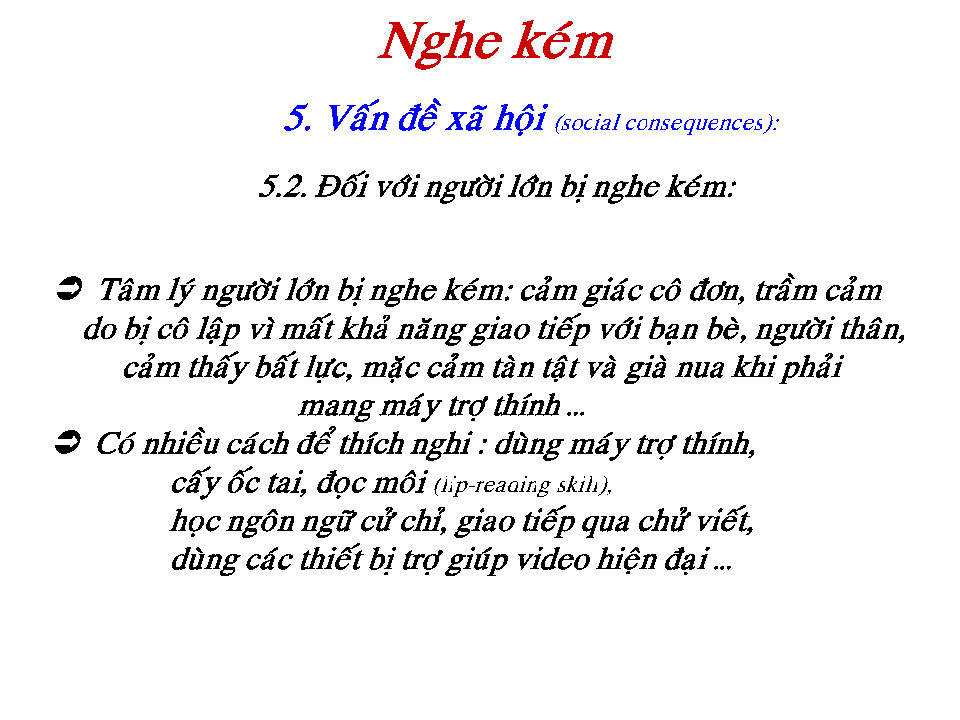 Nghe kém
5. Vấn đề xã hội (social consequences):
5.2. Đối với người lớn bị nghe kém:
➲ Tâm lý người lớn bị nghe kém: cảm giác cô đơn, trầm cảm
do bị cô lập vì mất khả năng giao tiếp với bạn bè, người thân,
cảm thấy bất lực, mặc cảm tàn tật và già nua khi phải
mang máy trợ thính ...
➲ Có nhiều cách để thích nghi : dùng máy trợ thính,
cấy ốc tai, đọc môi (lip-reading skill),
học ngôn ngữ cử chỉ, giao tiếp qua chử viết,
dùng các thiết bị trợ giúp video hiện đại ...